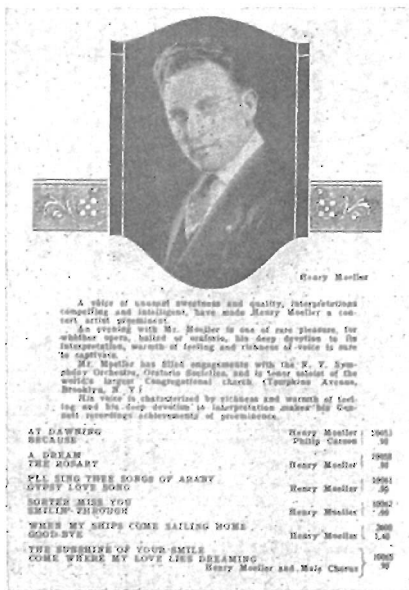 Henry Moeller
A voice of unusual sweetness and quality, interpretations
compelling and intelligent, have made Henry Moeller a con-
cert artist preeminent.
An evening with Mr. Moeller is one of rare pleasure, for
whether opera, ballad or oratorio, his deep devotion to its
interpretation, warmth of feeling and richness of voice is sure
to captivate.
Mr. Moeller has filled engagements with the N. Y. Sym-
phony Orchestra, Oratorio Societies, and is tenor soloist of the
world's largest Congregational church (Tompkins Avenue,
Brooklyn, N. Y.)
His voice is characterized by richness and warmth of feel-
ing and his deep devotion to interpretation makes his
recordings achievements of prominence.
AT DAWNING Henry Moeller
BECAUSE Philip
A DREAM
THE ROSARY Henry Moeller
I'LL SING THEE SONGS OF ARABY
GYPSY LOVE SONG Henry Moeller
SORTER MISS YOU
SMILIN' THROUGH Henry Moeller
WHEN MY SHIPS COME SAILING HOME
GOOD-BYE Henry Moeller
THE SUNSHINE OF YOUR SMILE
COME WHERE MY LOVE LIES DREAMING
Henry Moeller and Male Chorus